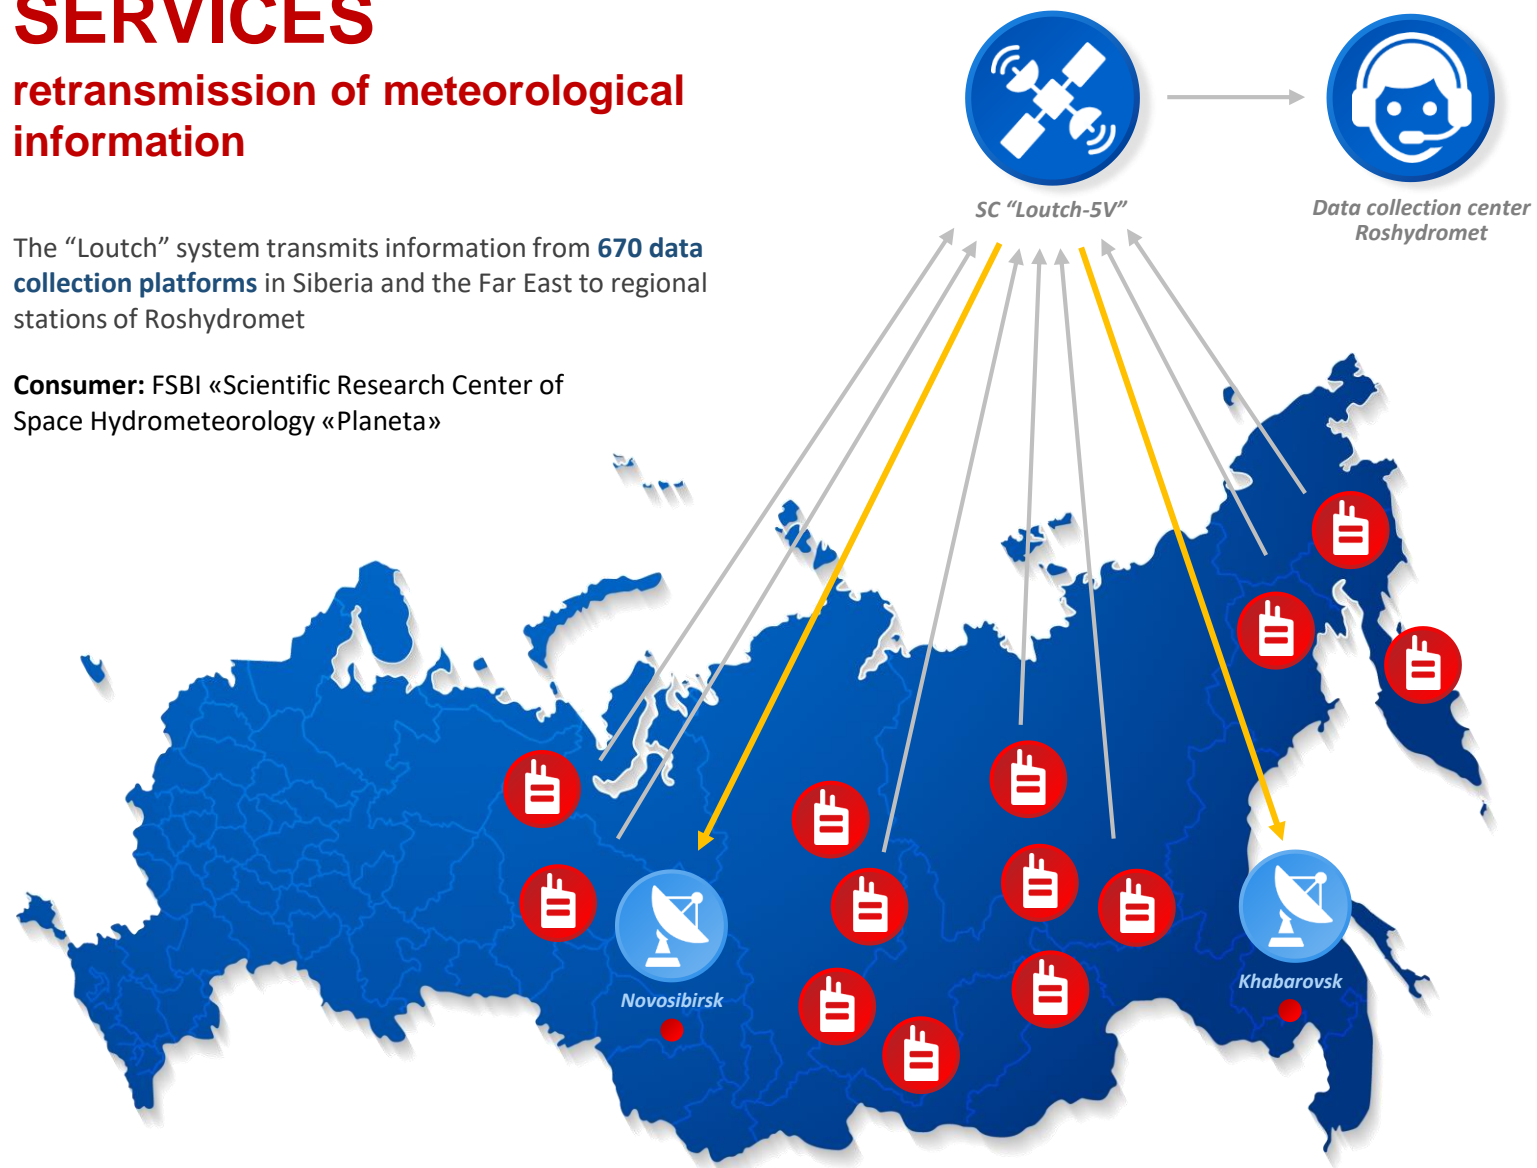 SERVICES
retransmission of meteorological
information
SC “Loutch-5V”
Data collection center
Roshydromet
The “Loutch” system transmits information from 670 data
collection platforms in Siberia and the Far East to regional
stations of Roshydromet
Consumer: FSBI «Scientific Research Center of
Space Hydrometeorology «Planeta»
Novosibirsk
Khabarovsk